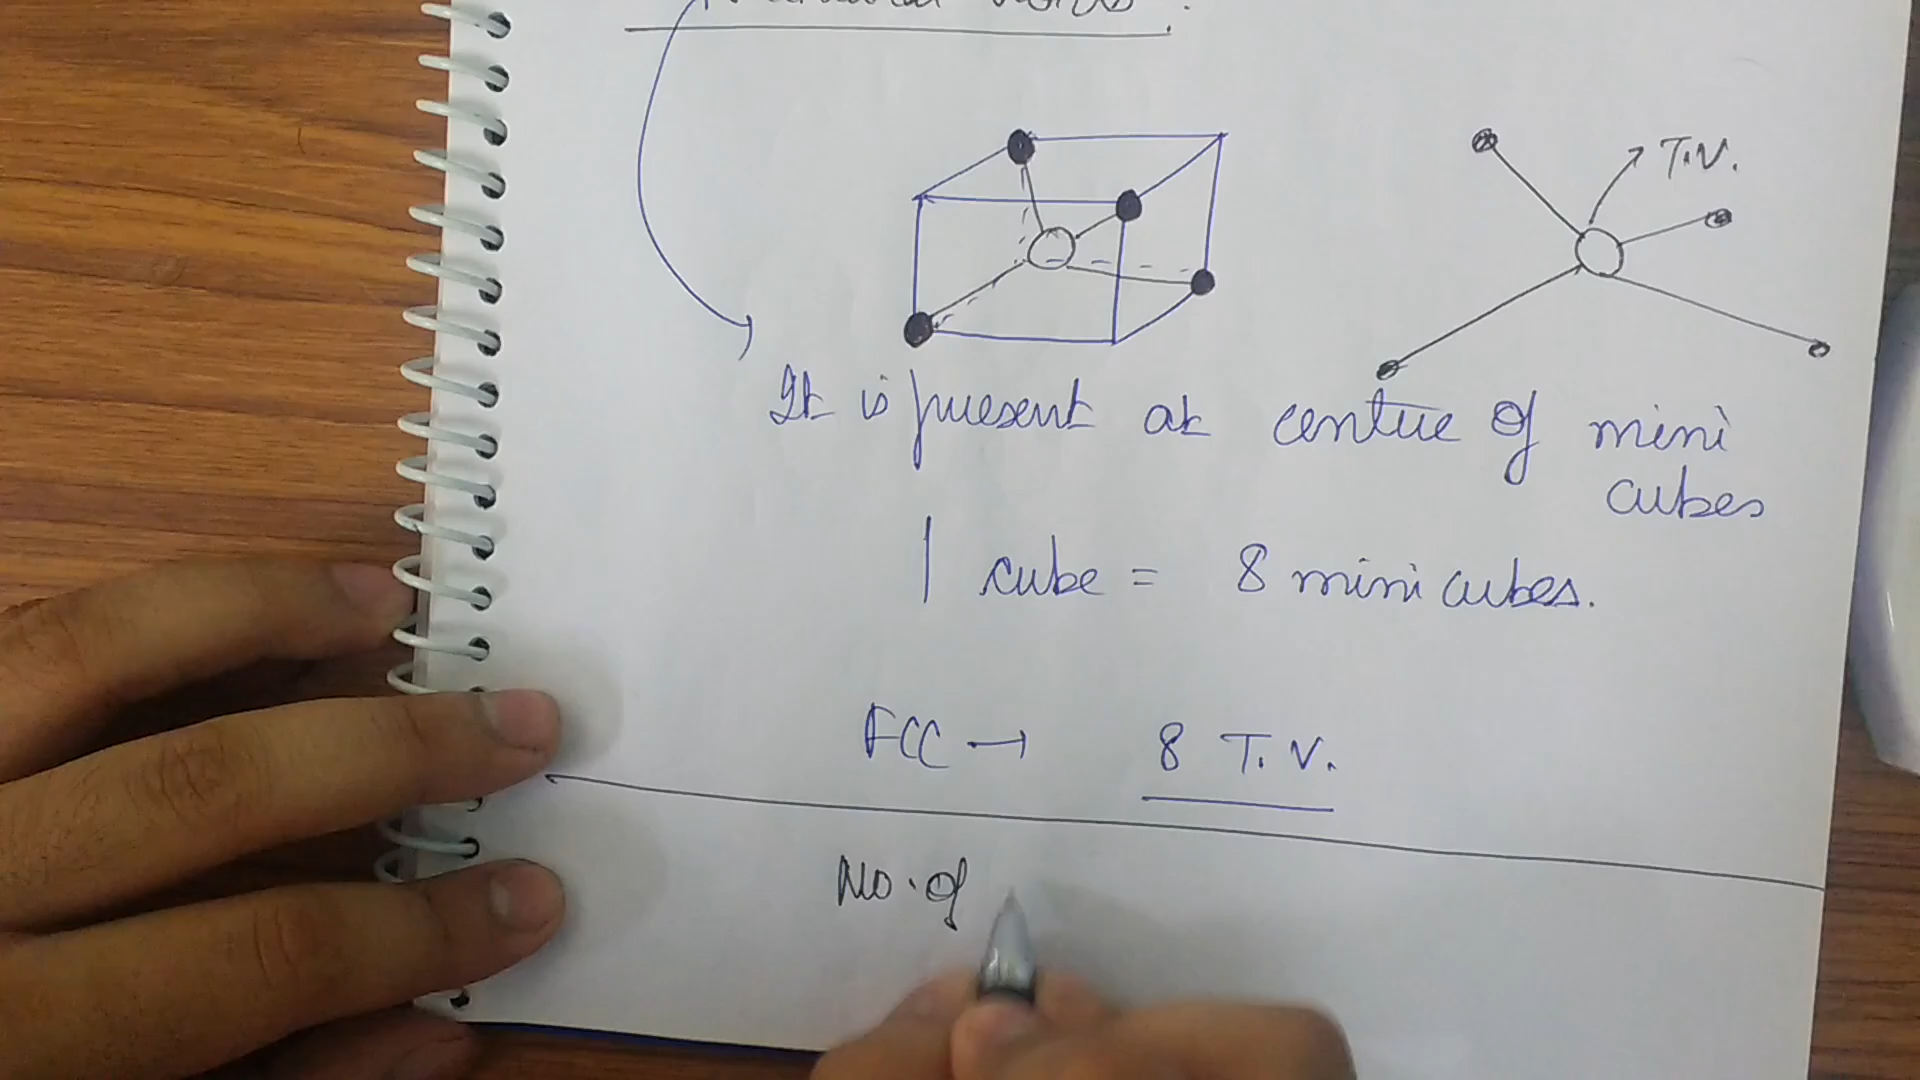 T.V.
It is present at centre of mini
cubes
1 cube = 8 mini cubes.
FCC → 8 T.V.
No. of